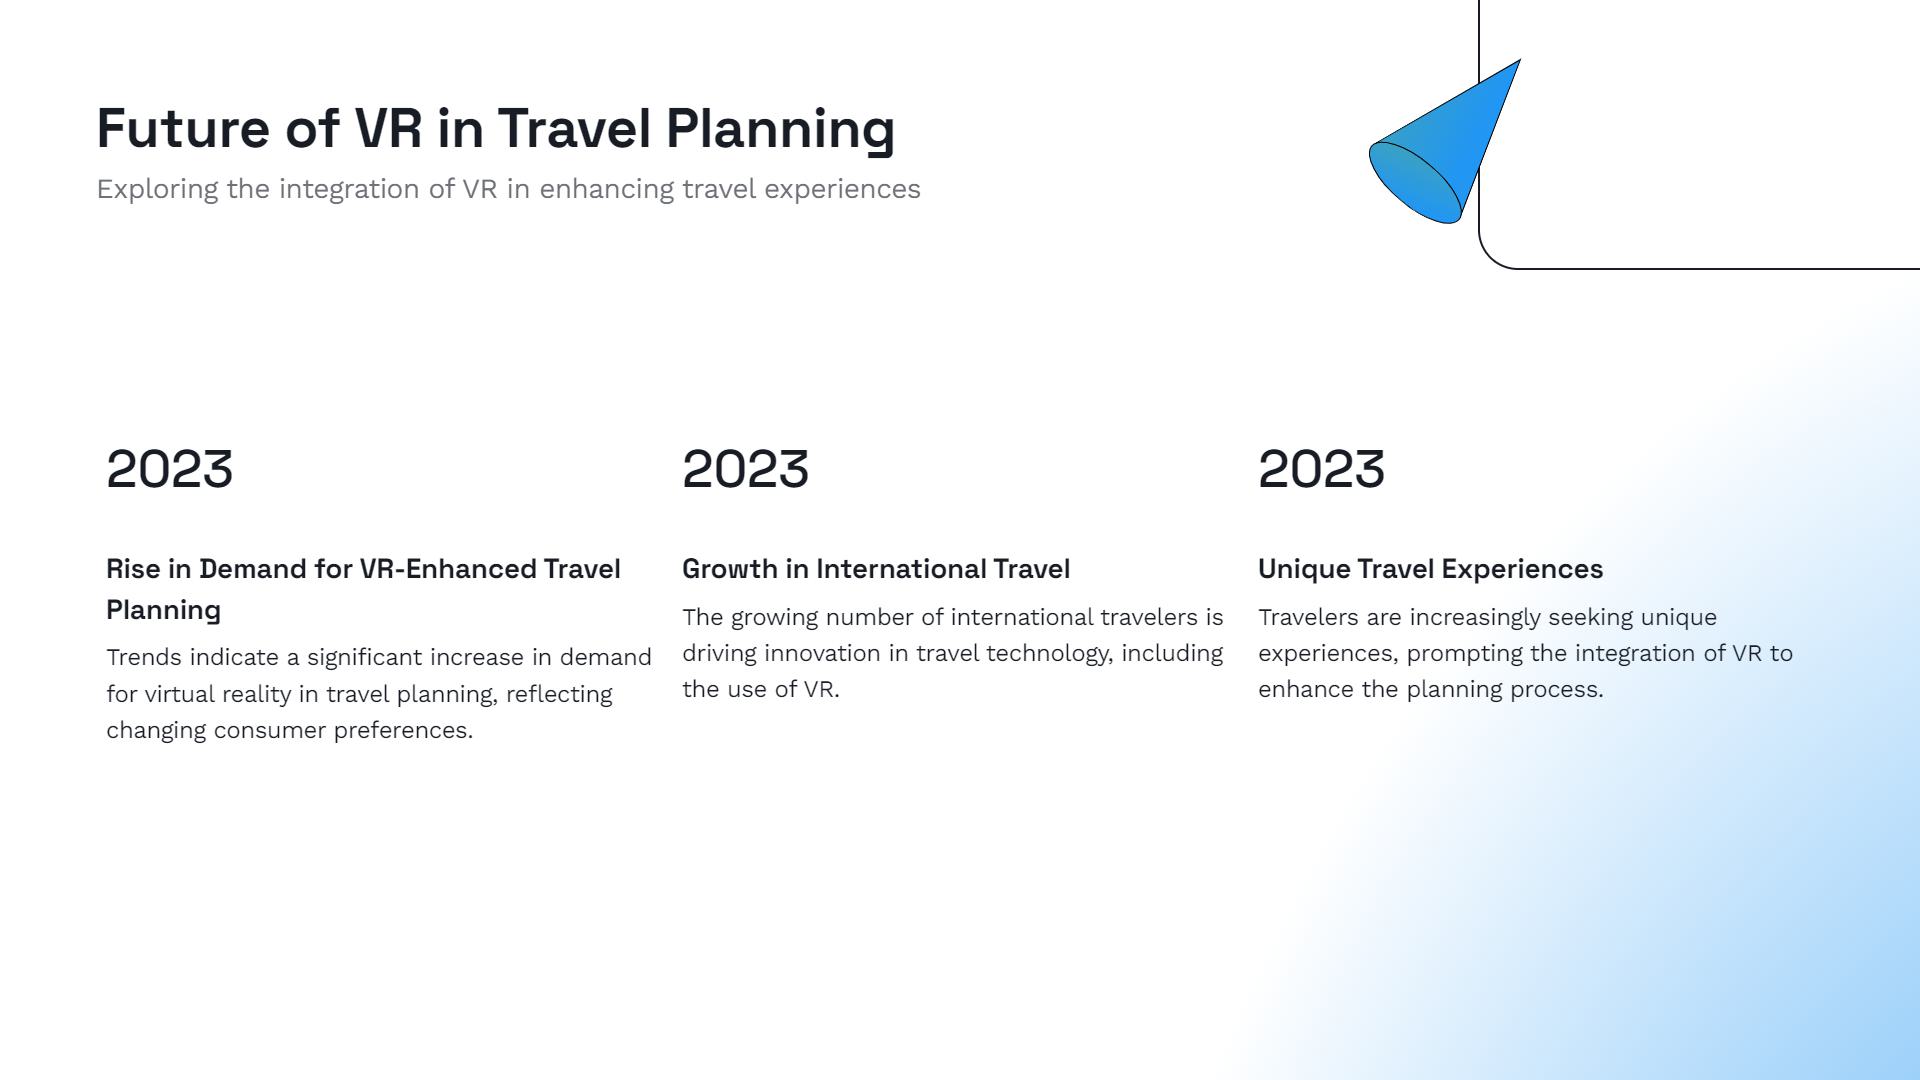 Future of VR in Travel Planning
Exploring the integration of VR in enhancing travel experiences
2023
Rise in Demand for VR-Enhanced Travel
Planning
Trends indicate a significant increase in demand
for virtual reality in travel planning, reflecting
changing consumer preferences.
2023
Growth in International Travel
The growing number of international travelers is
driving innovation in travel technology, including
the use of VR.
2023
Unique Travel Experiences
Travelers are increasingly seeking unique
experiences, prompting the integration of VR to
enhance the planning process.